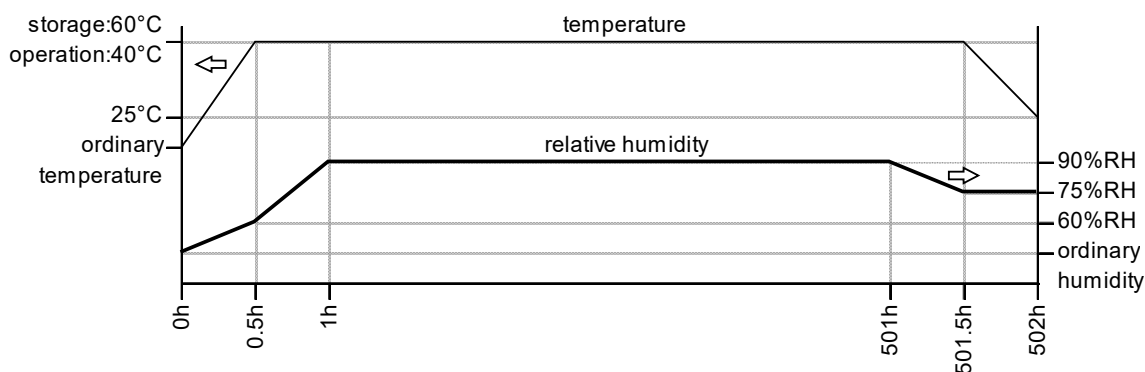 storage:60°C
temperature
operation:40°C
25°C
ordinary
temperature
relative humidity
90%RH
75%RH
60%RH
ordinary
humidity
0h
0.5h
1h
501h
501.5h
502h